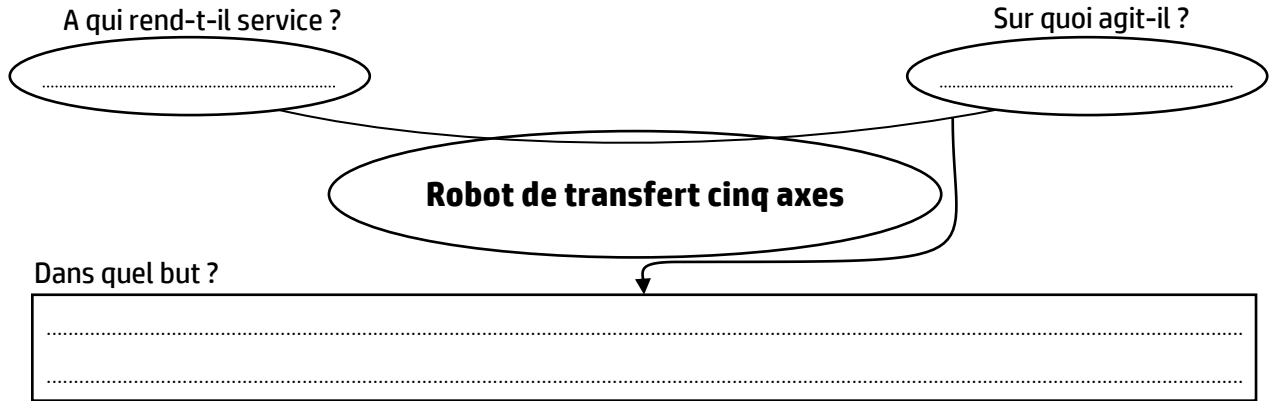 A qui rend-t-il service ?
Sur quoi agit-il ?
Robot de transfert cinq axes
Dans quel but ?